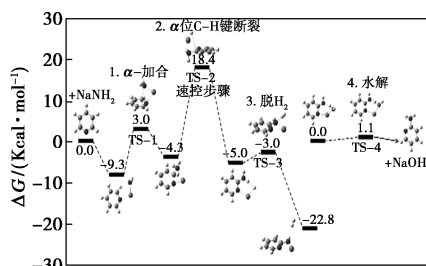 2. α位C-H键断裂
30
1. α-加合
TS-2
18.4
20
速控步骤
3. 脱H₂
4. 水解
+NaNH₂
10
3.0
TS-1
0.0
1.1
TS-4
+NaOH
0
0.0
-4.3
-5.0
-3.0
TS-3
-9.3
-10
-20
-22.8
-30
ΔG/(Kcal·mol⁻¹)